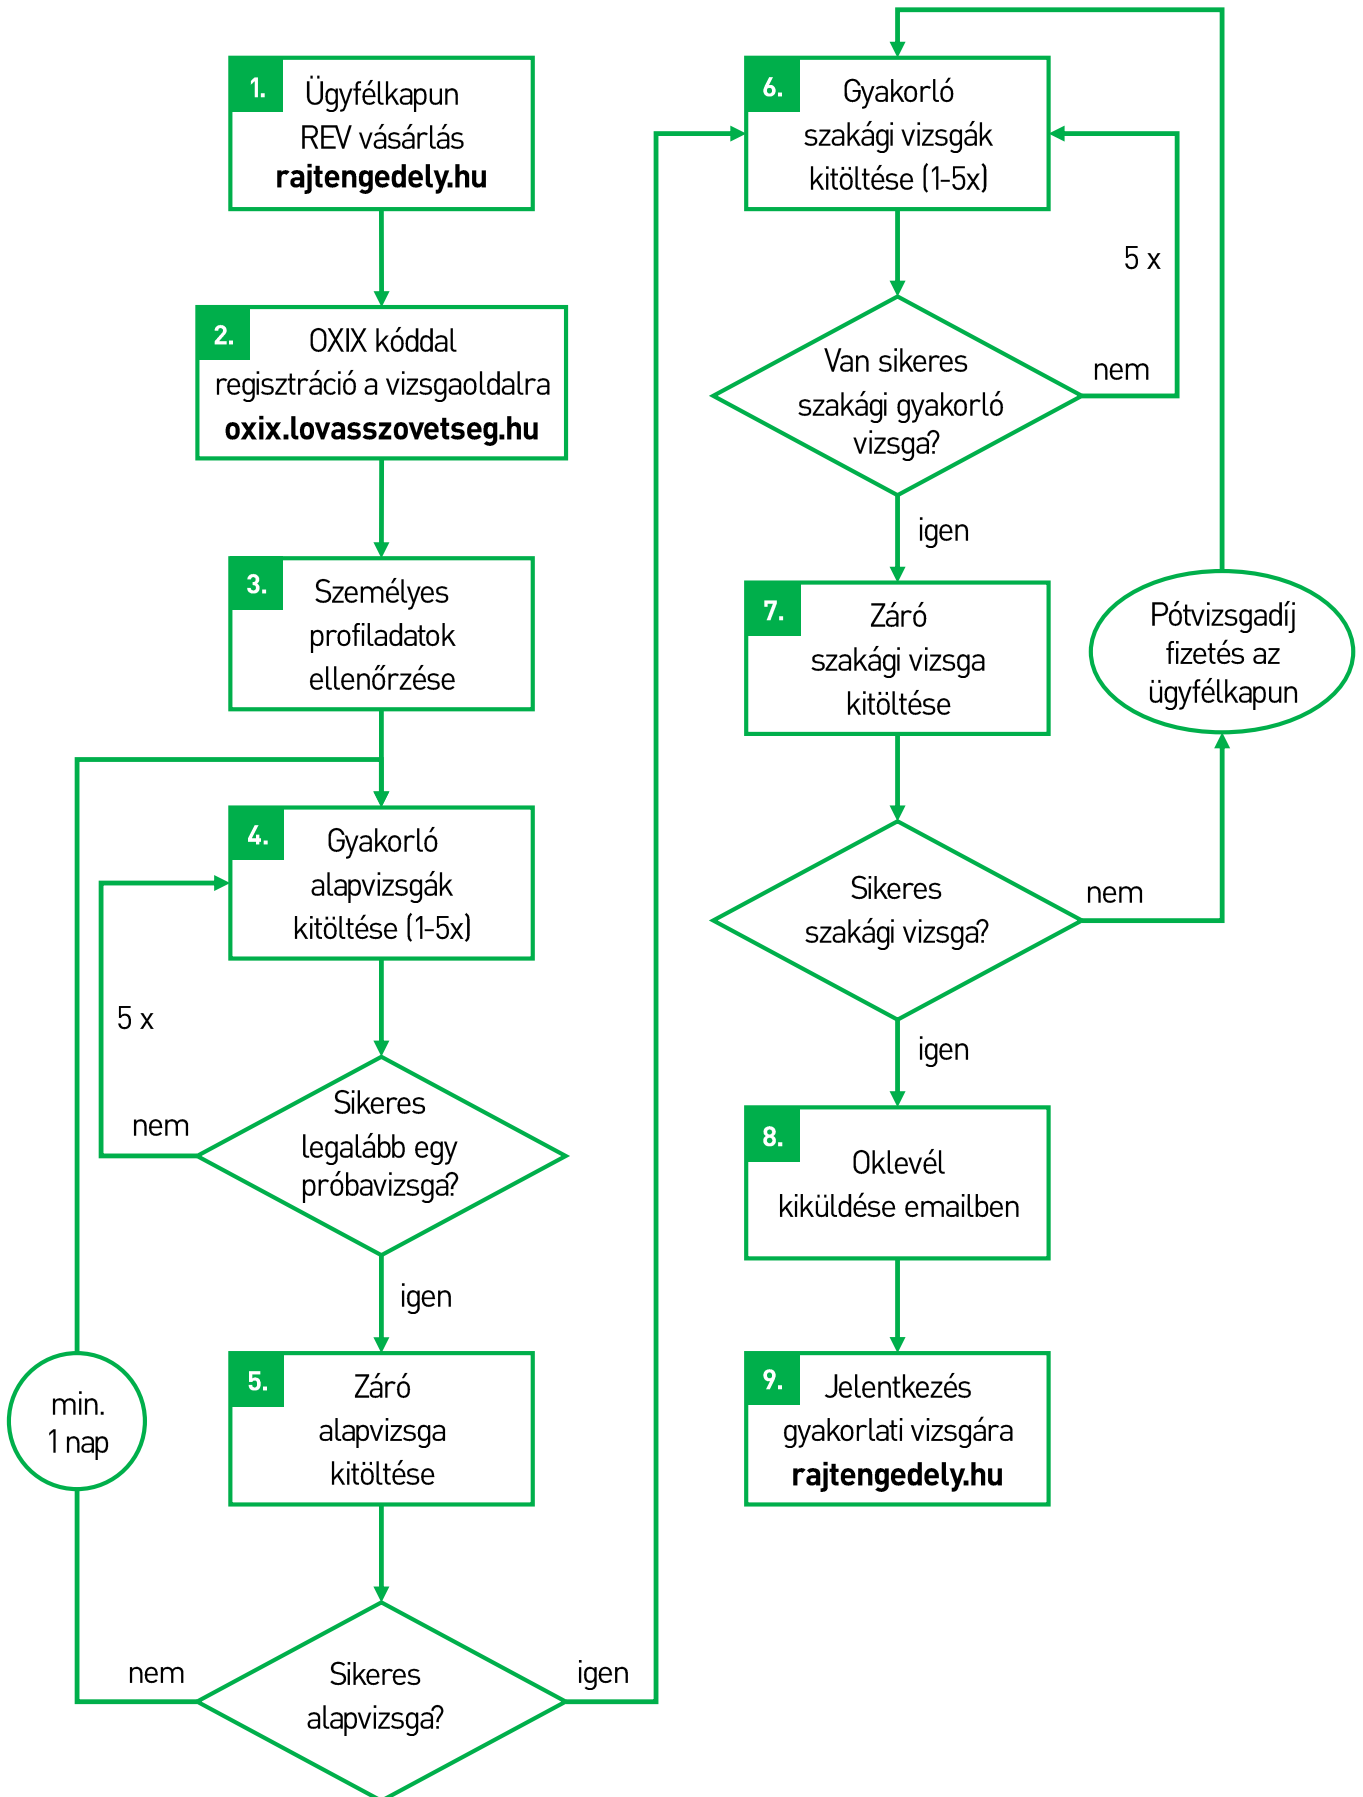 1.
Ügyfélkapun
REV vásárlás
rajtengedely.hu
2.
OXIX kóddal
regisztráció a vizsgaoldalra
oxix.lovasszovetseg.hu
3.
Személyes
profiladatok
ellenőrzése
4.
Gyakorló
alapvizsgák
kitöltése (1-5x)
5 x
nem
Sikeres
legalább egy
próbavizsga?
igen
5.
Záró
alapvizsga
kitöltése
min.
1 nap
nem
Sikeres
alapvizsga?
igen
6.
Gyakorló
szakági vizsgák
kitöltése (1-5x)
5 x
nem
Van sikeres
szakági gyakorló
vizsga?
igen
7.
Záró
szakági vizsga
kitöltése
Pótvizsgadíj
fizetés az
ügyfélkapun
Sikeres
szakági vizsga?
nem
igen
8.
Oklevél
kiküldése emailben
9.
Jelentkezés
gyakorlati vizsgára
rajtengedely.hu